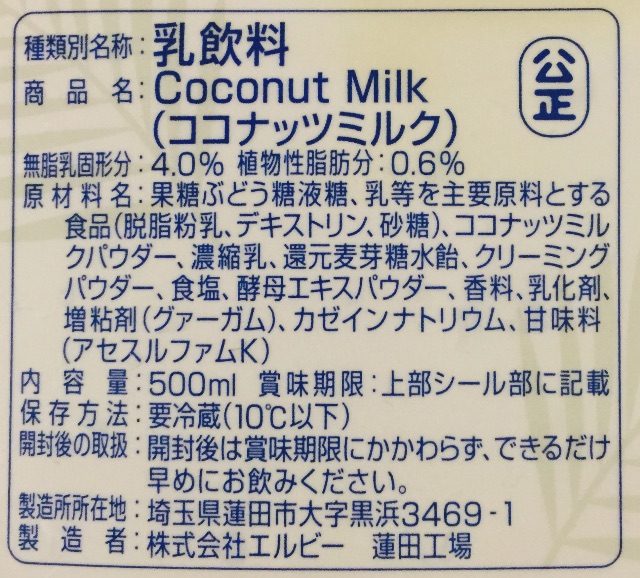 種類別名称：乳飲料
商品名：Coconut Milk
（ココナッツミルク）
公正
無脂乳固形分：4.0% 植物性脂肪分：0.6%
原材料名：果糖ぶどう糖液糖、乳等を主要原料とする
食品（脱脂粉乳、デキストリン、砂糖）、ココナッツミル
クパウダー、濃縮乳、還元麦芽糖水飴、クリーミング
パウダー、食塩、酵母エキスパウダー、香料、乳化剤、
増粘剤（グァーガム）、カゼインナトリウム、甘味料
（アセスルファムK）
内容量：500ml 賞味期限：上部シール部に記載
保存方法：要冷蔵（10℃以下）
開封後の取扱：開封後は賞味期限にかかわらず、できるだけ
早めにお飲みください。
製造所所在地：埼玉県蓮田市大字黒浜3469-1
製造者：株式会社エルビー 蓮田工場